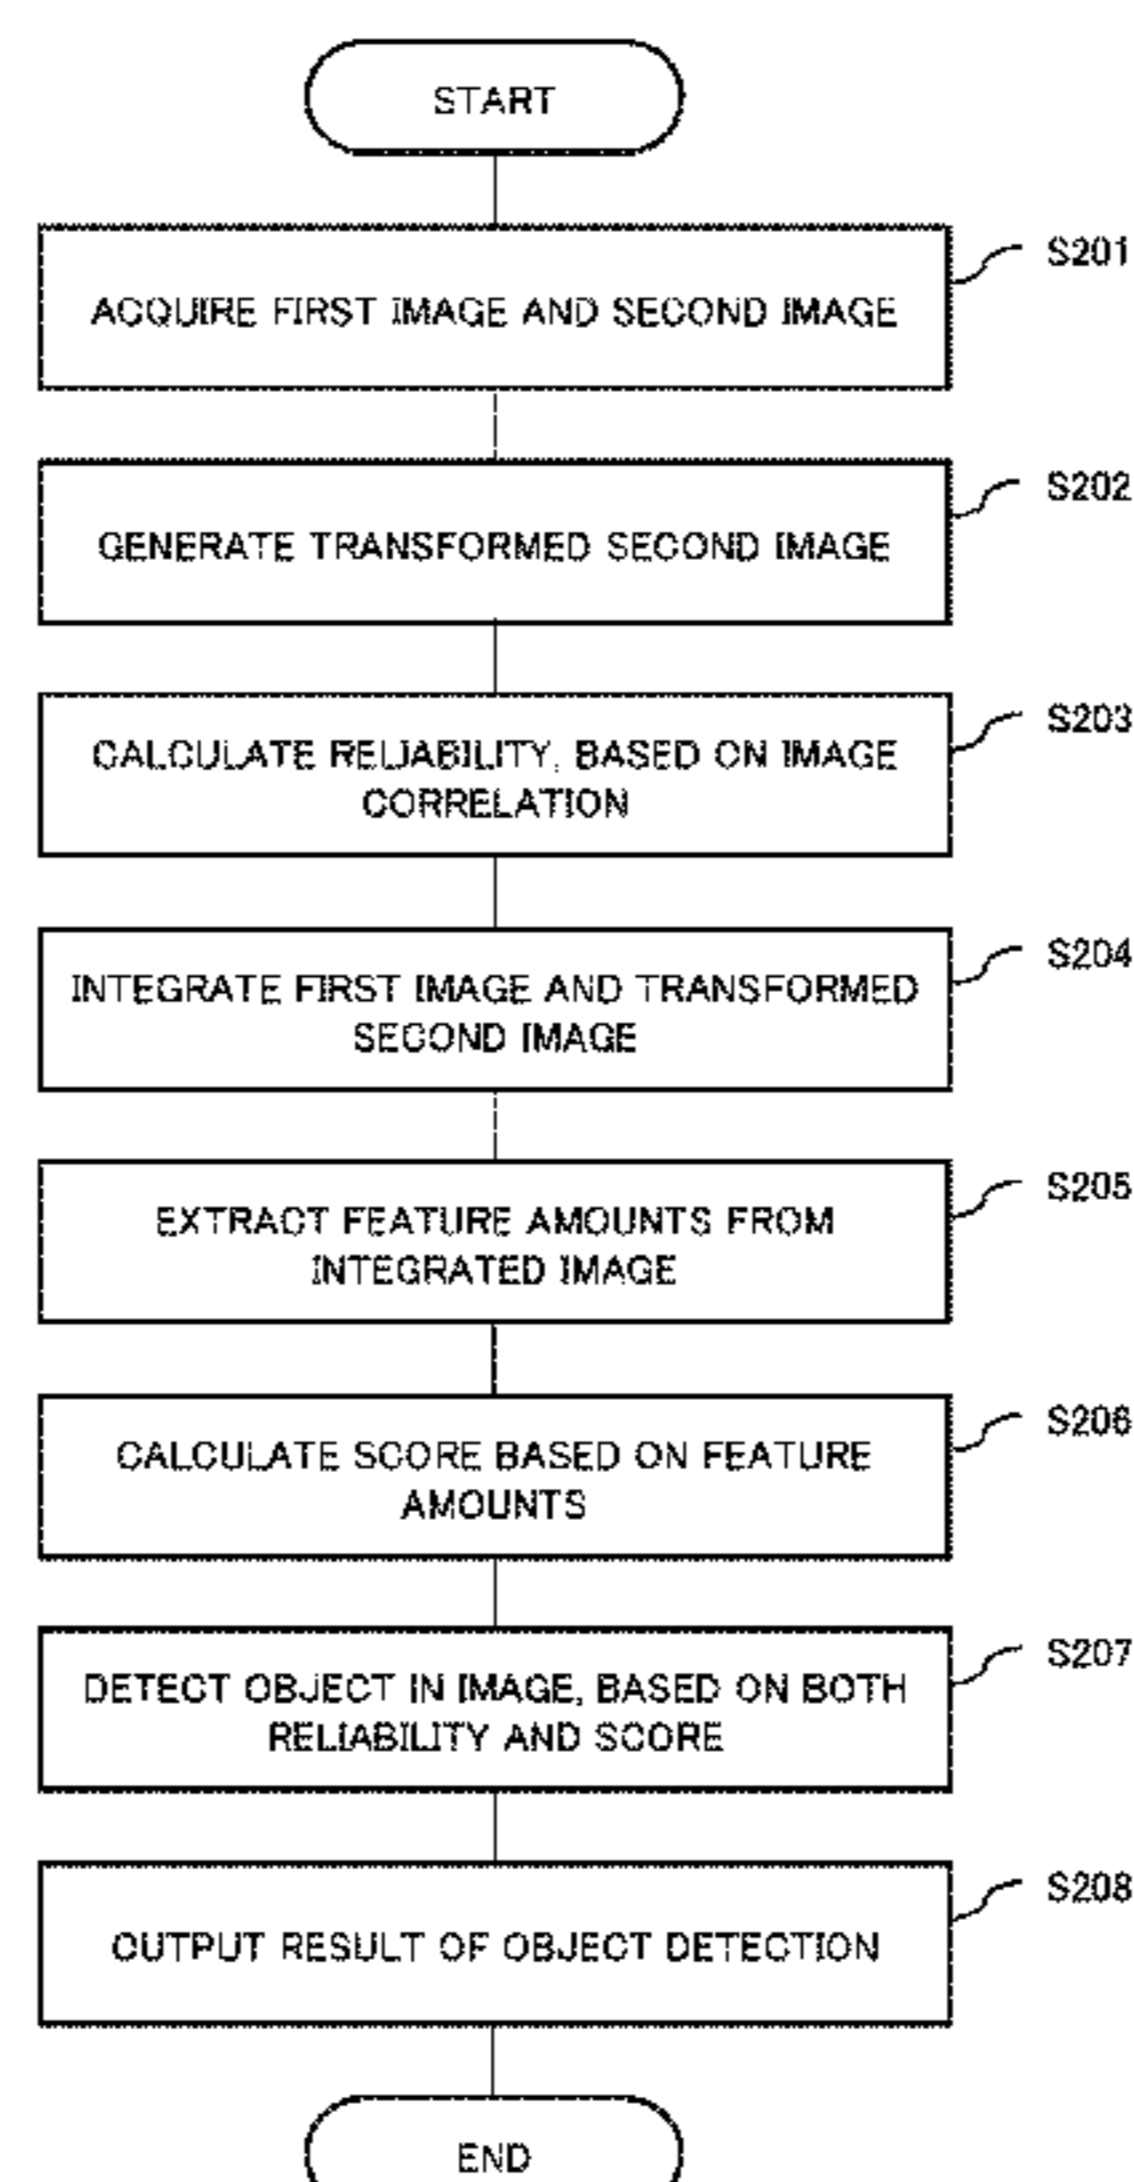 START
S201
ACQUIRE FIRST IMAGE AND SECOND IMAGE
S202
GENERATE TRANSFORMED SECOND IMAGE
S203
CALCULATE RELIABILITY, BASED ON IMAGE
CORRELATION
S204
INTEGRATE FIRST IMAGE AND TRANSFORMED
SECOND IMAGE
S205
EXTRACT FEATURE AMOUNTS FROM
INTEGRATED IMAGE
S206
CALCULATE SCORE BASED ON FEATURE
AMOUNTS
S207
DETECT OBJECT IN IMAGE, BASED ON BOTH
RELIABILITY AND SCORE
S208
OUTPUT RESULT OF OBJECT DETECTION
END